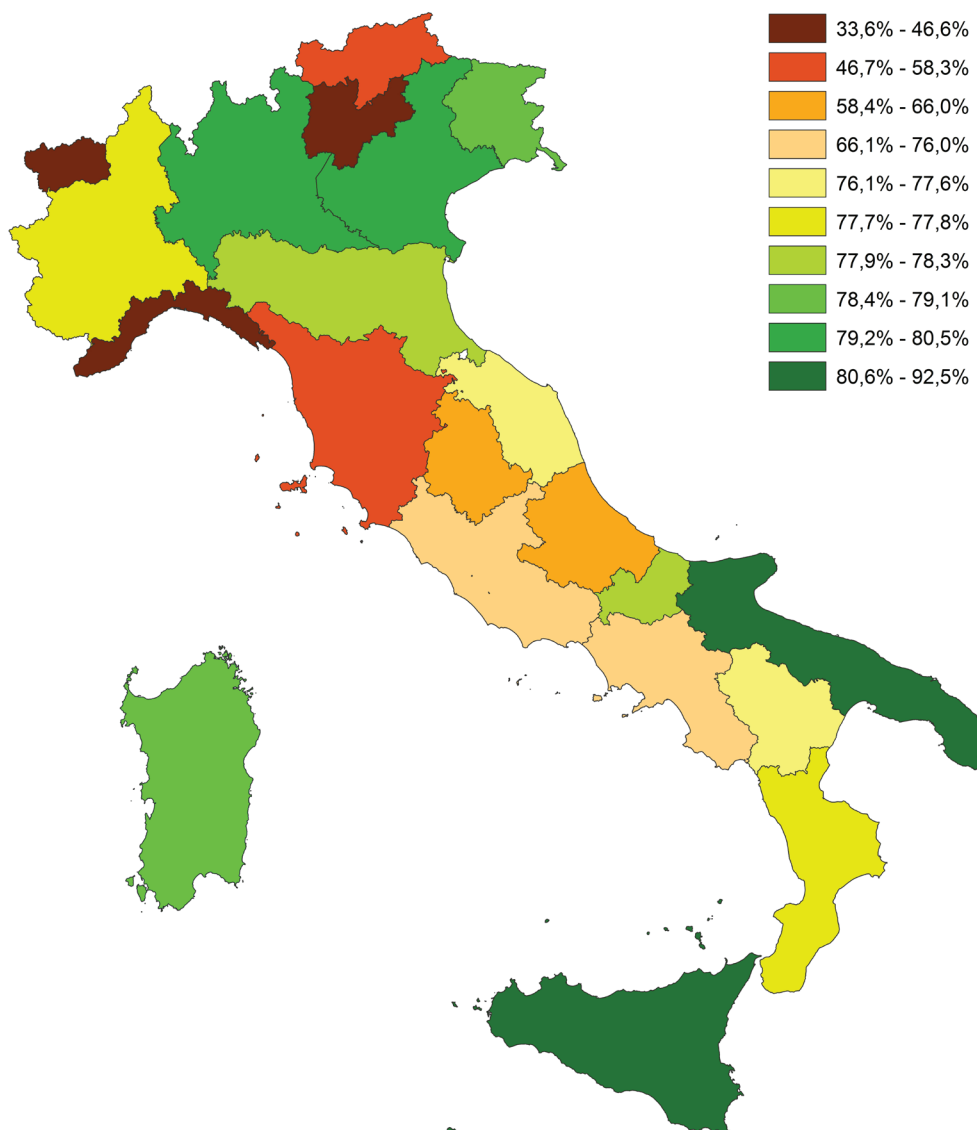 33,6% - 46,6%
46,7% - 58,3%
58,4% - 66,0%
66,1% - 76,0%
76,1% - 77,6%
77,7% - 77,8%
77,9% - 78,3%
78,4% - 79,1%
79,2% - 80,5%
80,6% - 92,5%